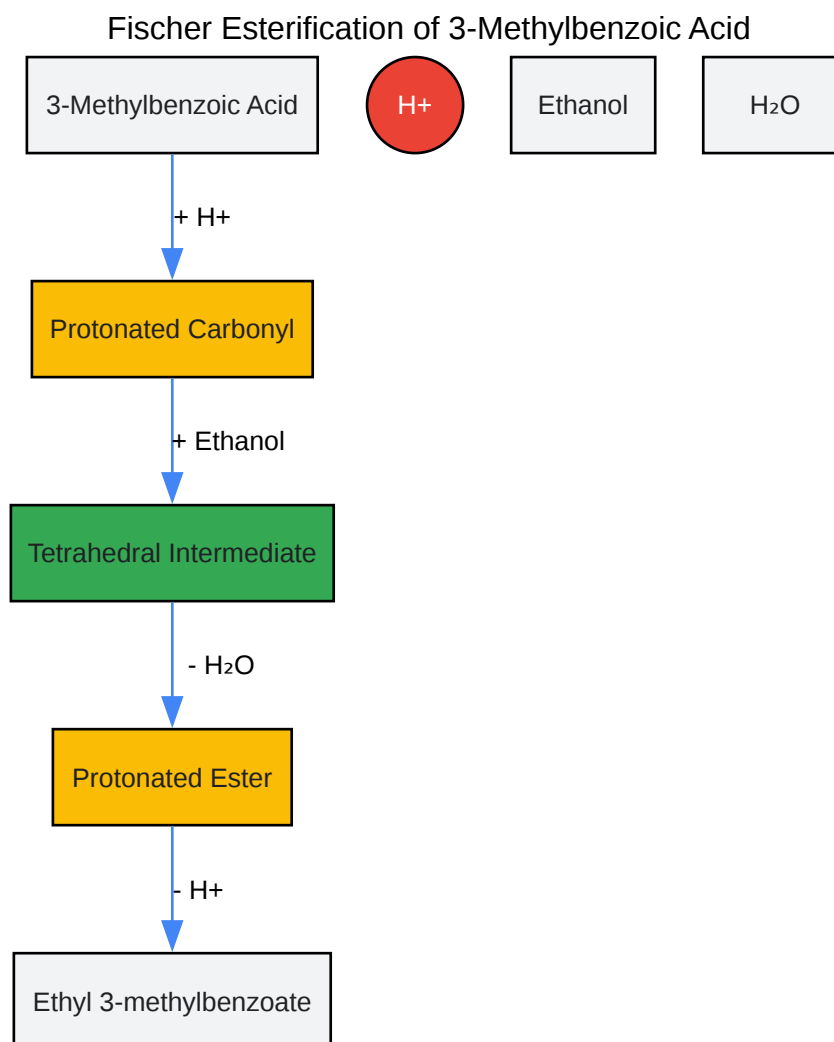 Fischer Esterification of 3-Methylbenzoic Acid
3-Methylbenzoic Acid
H+
Ethanol
H₂O
+ H+
Protonated Carbonyl
+ Ethanol
Tetrahedral Intermediate
- H₂O
Protonated Ester
- H+
Ethyl 3-methylbenzoate